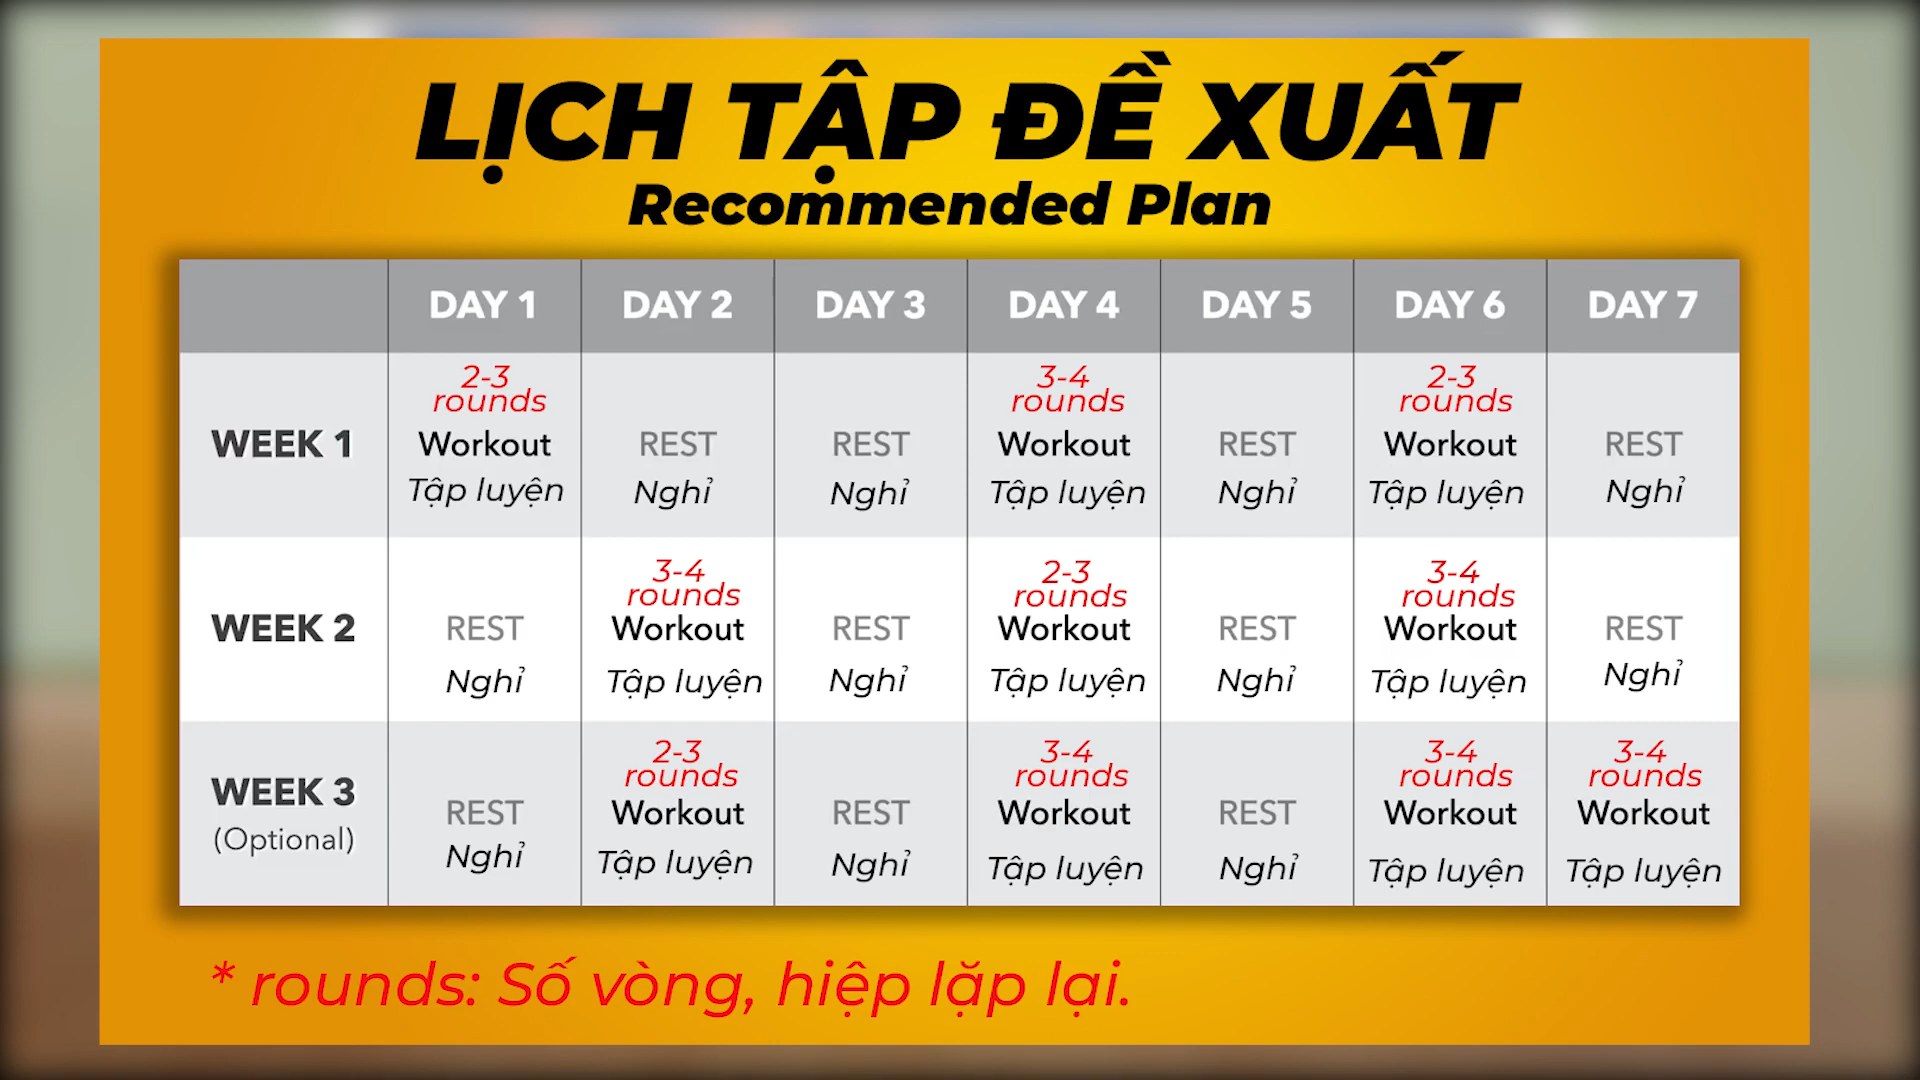 LỊCH TẬP ĐỀ XUẤT
Recommended Plan
DAY 1 DAY 2 DAY 3 DAY 4 DAY 5 DAY 6 DAY 7
2-3 3-4 2-3
rounds rounds rounds
WEEK 1 Workout REST REST Workout REST Workout REST
Tập luyện Nghỉ Nghỉ Tập luyện Nghỉ Tập luyện Nghỉ
3-4 2-3 3-4
rounds rounds rounds
WEEK 2 REST Workout REST Workout REST Workout REST
Nghỉ Tập luyện Nghỉ Tập luyện Nghỉ Tập luyện Nghỉ
2-3 3-4 3-4 3-4
rounds rounds rounds rounds
WEEK 3 REST Workout REST Workout REST Workout Workout
(Optional) Nghỉ Tập luyện Nghỉ Tập luyện Nghỉ Tập luyện Tập luyện
* rounds: Số vòng, hiệp lặp lại.